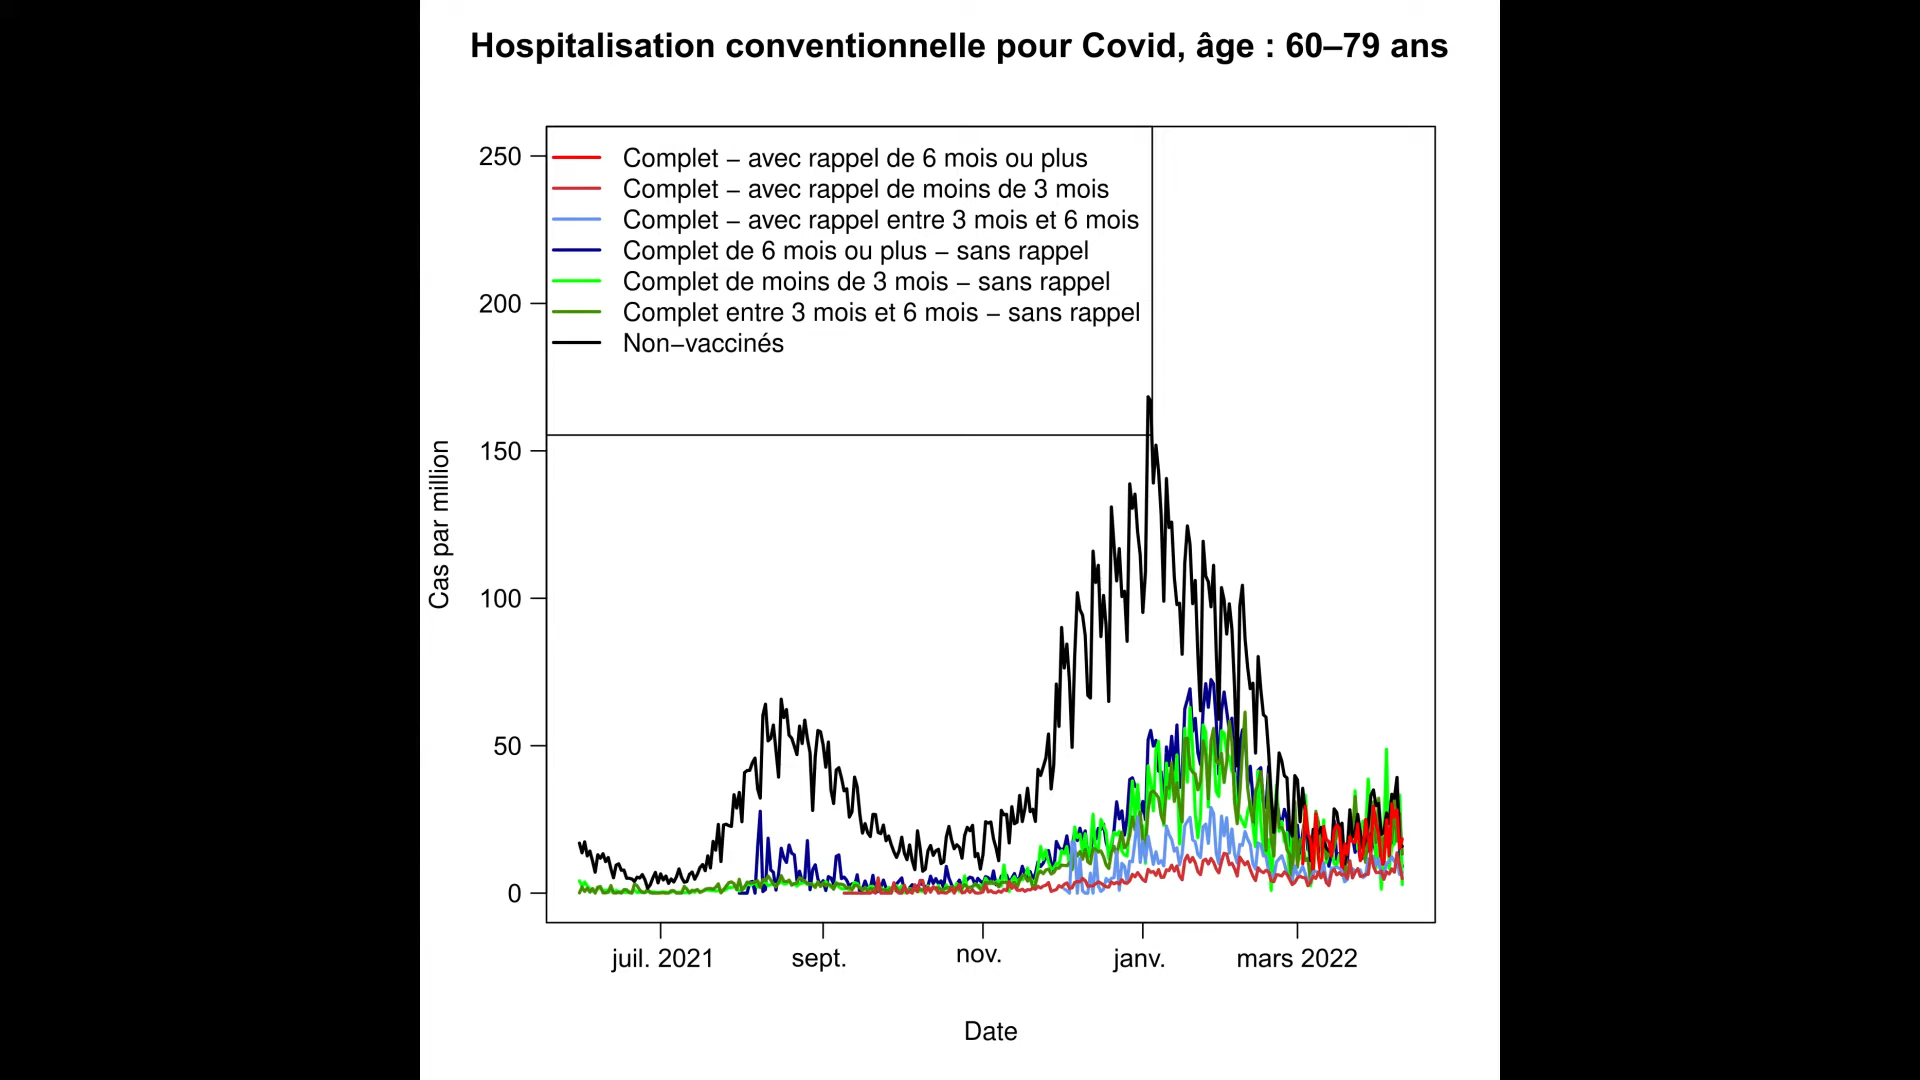 Hospitalisation conventionnelle pour Covid, âge : 60–79 ans
250
200
150
100
50
0
Cas par million
Complet – avec rappel de 6 mois ou plus
Complet – avec rappel de moins de 3 mois
Complet – avec rappel entre 3 mois et 6 mois
Complet de 6 mois ou plus – sans rappel
Complet de moins de 3 mois – sans rappel
Complet entre 3 mois et 6 mois – sans rappel
Non–vaccinés
juil. 2021 sept. nov. janv. mars 2022
Date